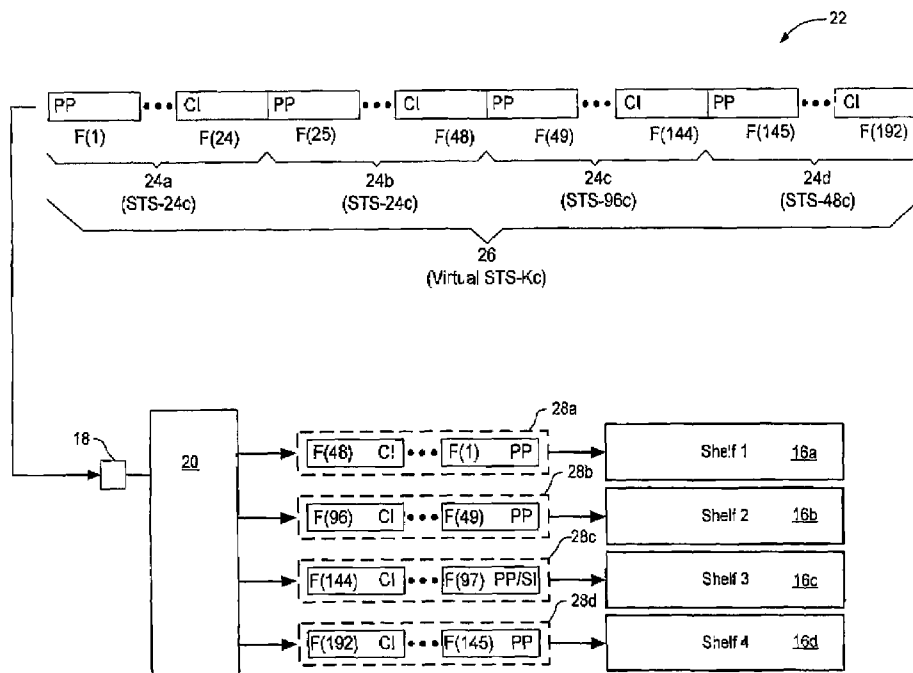 22
PP ••• CI PP ••• CI PP ••• CI PP ••• CI
F(1) F(24) F(25) F(48) F(49) F(144) F(145) F(192)
24a 24b 24c 24d
(STS-24c) (STS-24c) (STS-96c) (STS-48c)
26
(Virtual STS-Kc)
18
20
28a
F(48) CI ••• F(1) PP
Shelf 1 16a
28b
F(96) CI ••• F(49) PP
Shelf 2 16b
28c
F(144) CI ••• F(97) PP/SI
Shelf 3 16c
28d
F(192) CI ••• F(145) PP
Shelf 4 16d